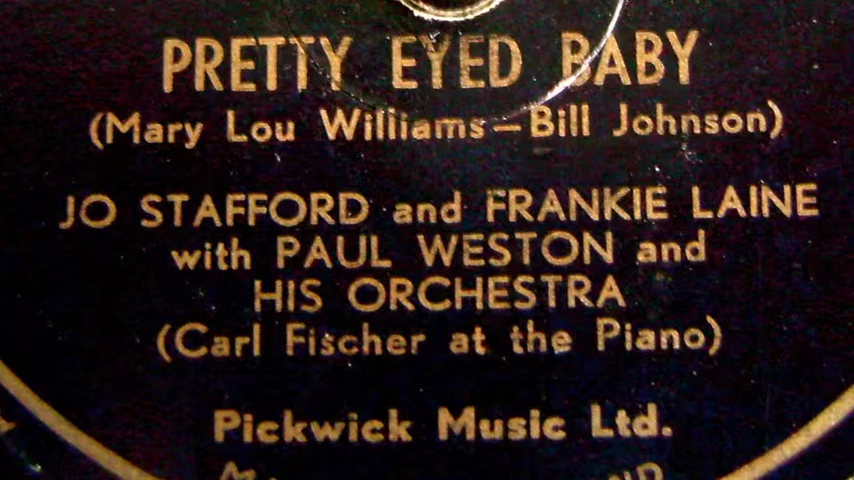 PRETTY EYED BABY
(Mary Lou Williams—Bill Johnson)
JO STAFFORD and FRANKIE LAINE
with PAUL WESTON and
HIS ORCHESTRA
(Carl Fischer at the Piano)
Pickwick Music Ltd.